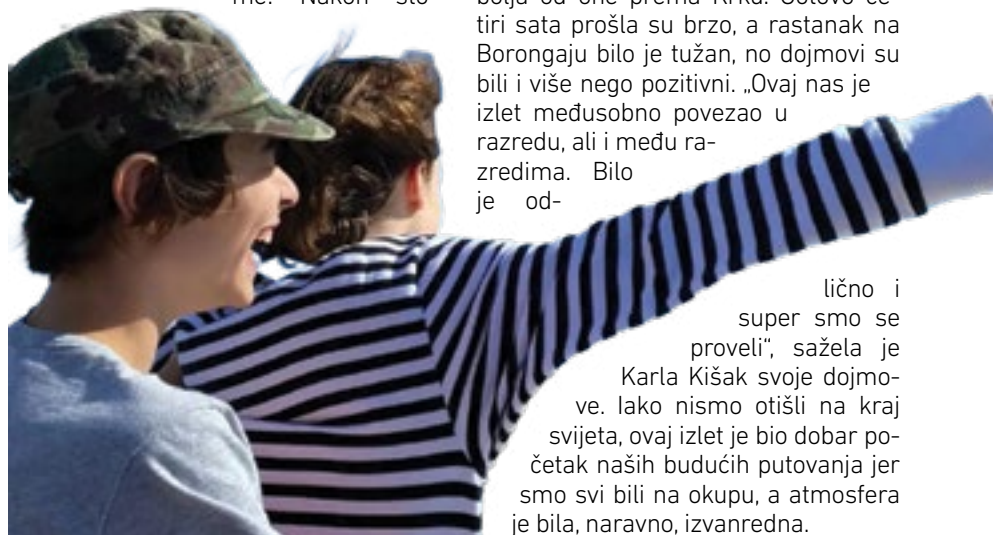 me. Nakon
bolja od one prema Krku. Gotovo če-
tiri sata prošla su brzo, a rastanak na
Borongaju bilo je tužan, no dojmovi su
bili i više nego pozitivni. „Ovaj nas je
izlet međusobno povezao u
razredu, ali i među ra-
zredima. Bilo
je od-
lično i
super smo se
proveli“, sažela je
Karla Kišak svoje dojmo-
ve. Iako nismo otišli na kraj
svijeta, ovaj izlet je bio dobar po-
četak naših budućih putovanja jer
smo svi bili na okupu, a atmosfera
je bila, naravno, izvanredna.